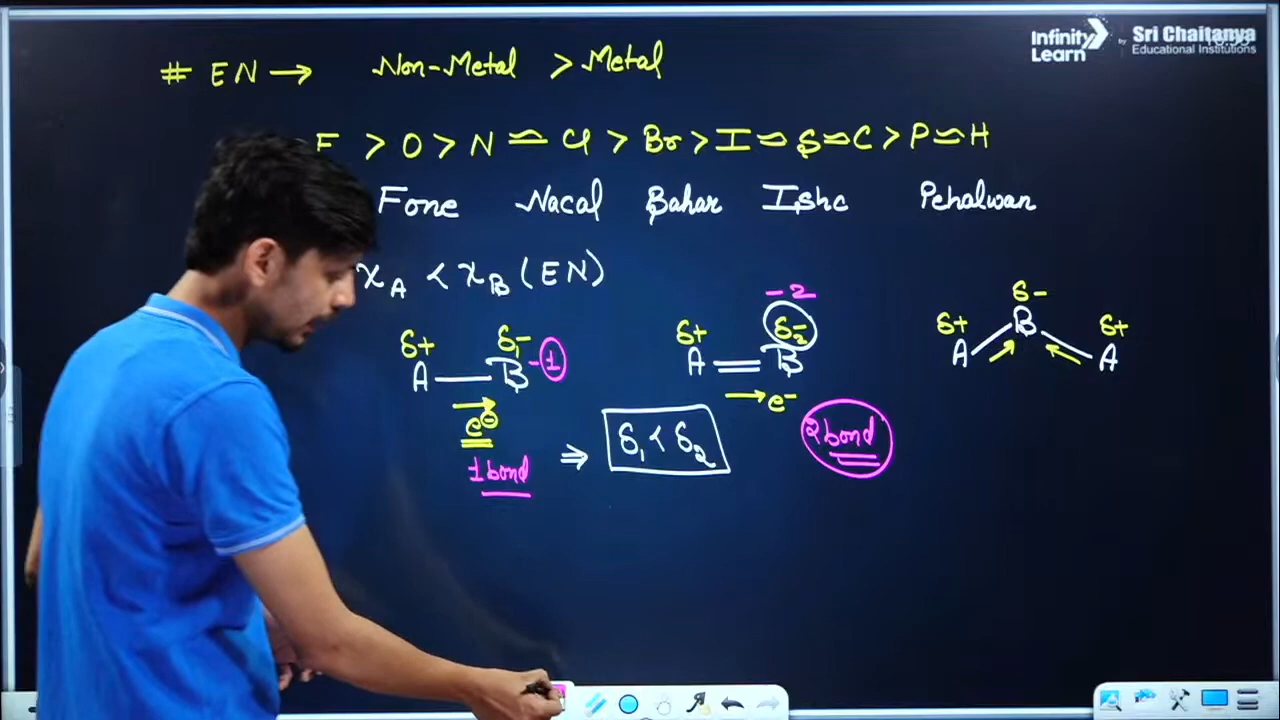 Infinity Learn by Sri Chaitanya Educational Institutions
# EN → Non-Metal > Metal
F > O > N ≃ Cl > Br > I ≃ S ≃ C > P ≃ H
Fone Nacal Bahar Ishc Pehalwan
χA < χB (EN)
δ+ δ1- δ+ -2 δ2- δ+ δ- δ+
A — B -1 A = B A B A
→ e⊖ → e-
1 bond ⇒ δ1 < δ2 2 bond